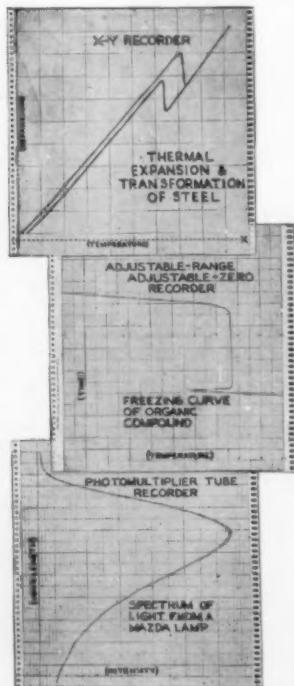 X-Y RECORDER
THERMAL
EXPANSION &
TRANSFORMATION
OF STEEL
(TEMPERATURE)
X
ADJUSTABLE-RANGE
ADJUSTABLE-ZERO
RECORDER
(TIME)
FREEZING CURVE
OF ORGANIC
COMPOUND
(TEMPERATURE)
PHOTOMULTIPLIER TUBE
RECORDER
(WAVELENGTH)
SPECTRUM OF
LIGHT FROM A
MAZDA LAMP
(INTENSITY)